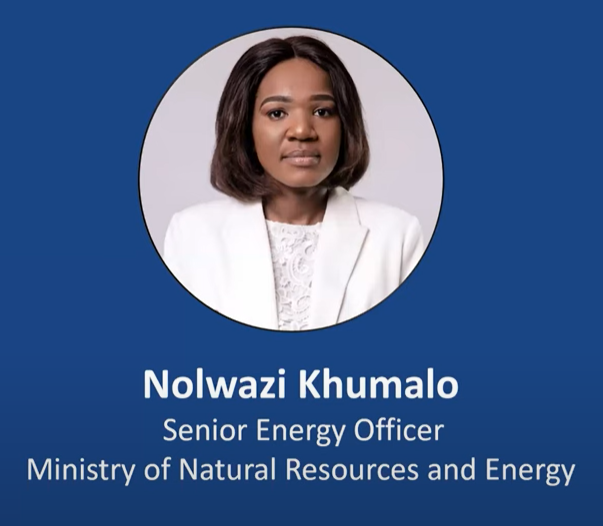 Nolwazi Khumalo
Senior Energy Officer
Ministry of Natural Resources and Energy